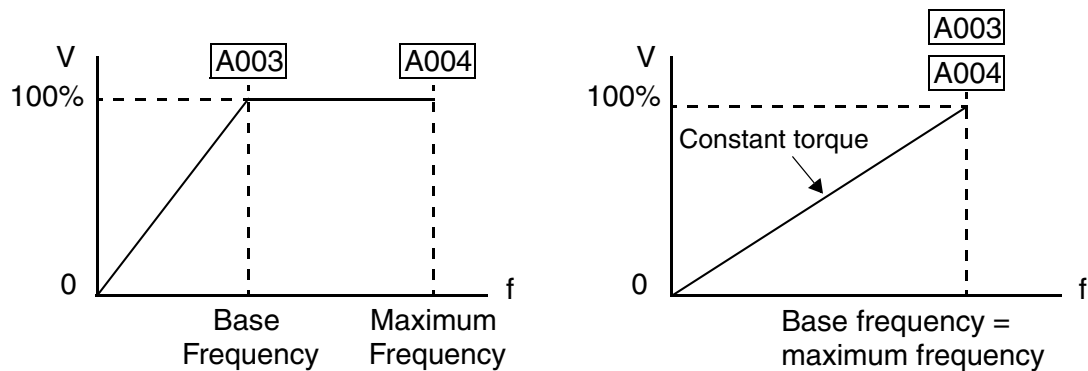 V
A003
A004
100%
0
f
Base
Frequency
Maximum
Frequency
A003
V
A004
100%
Constant torque
0
f
Base frequency =
maximum frequency